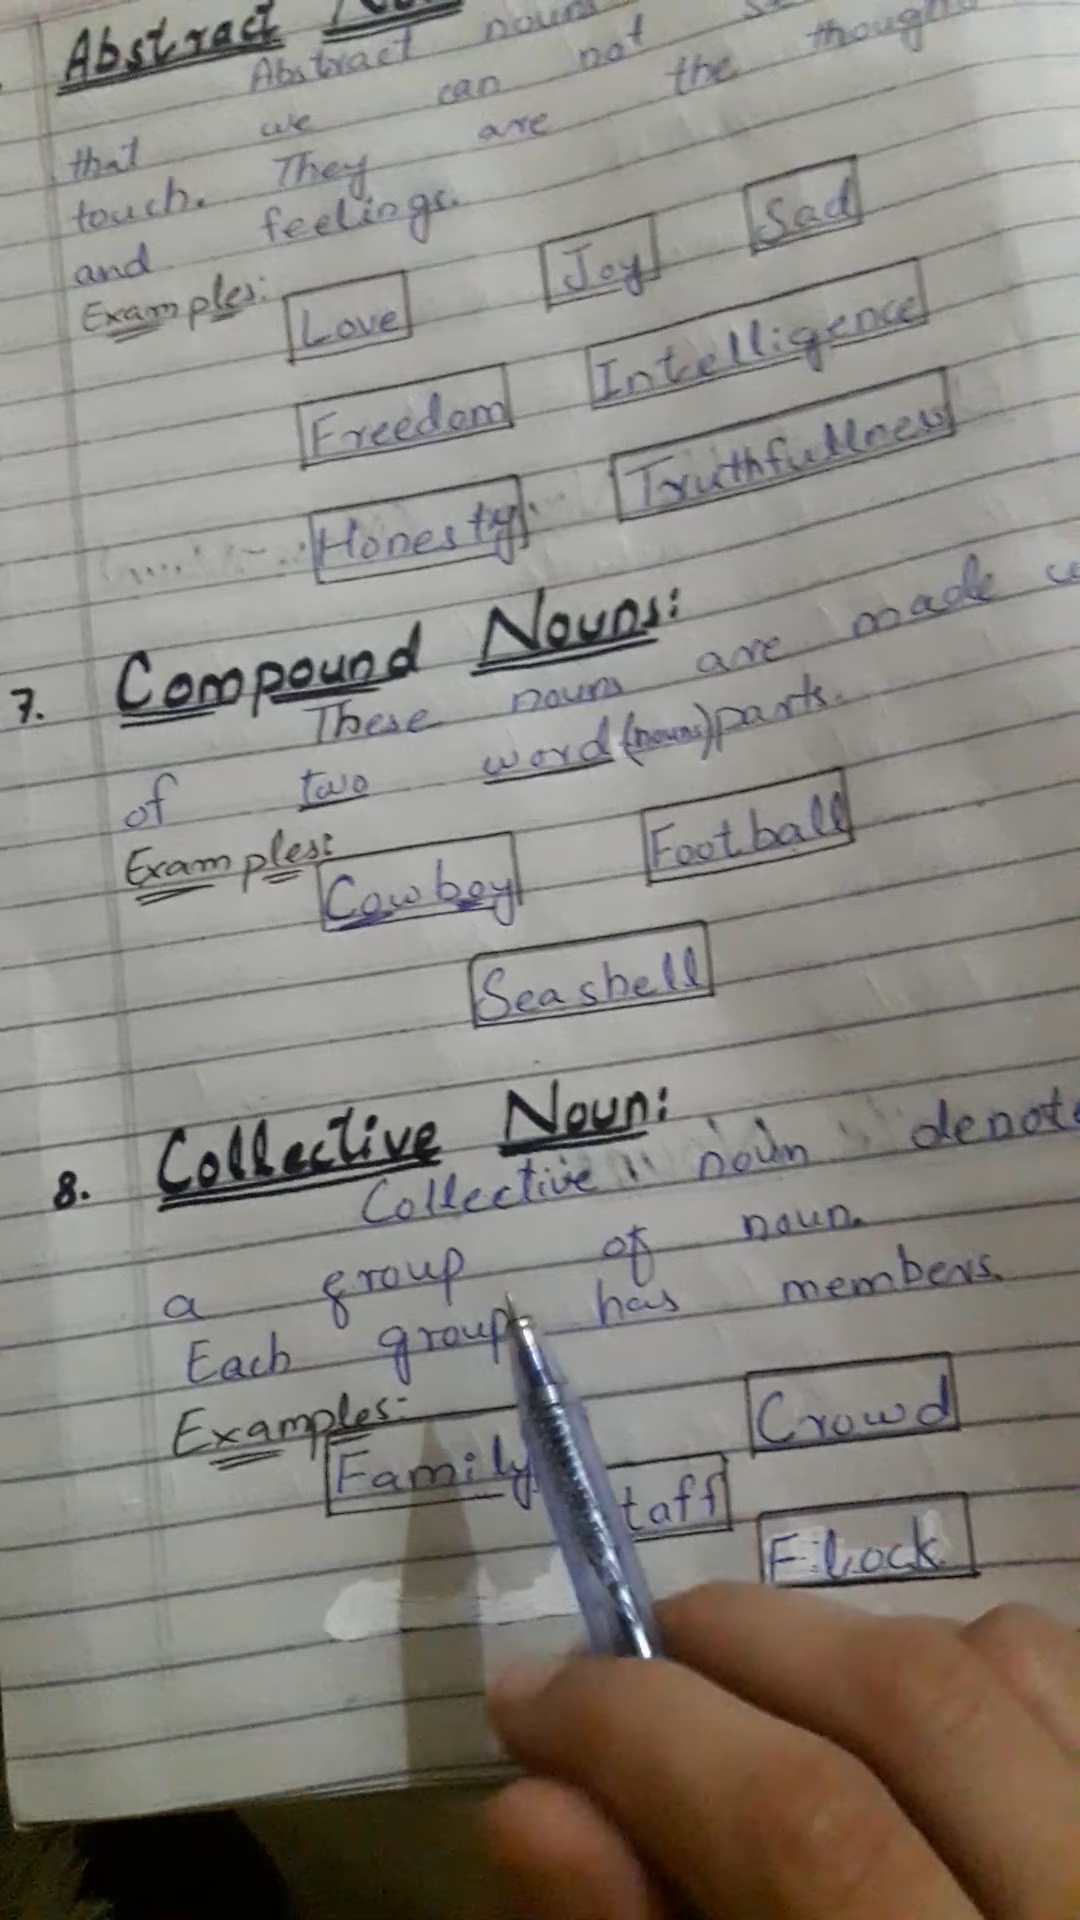 Abstract
Abstract noun
that we can not
touch. They are the
and feelings.
Examples:
Love Joy Sad
Freedom Intelligence
Honesty Truthfullness
7. Compound Nouns:
These nouns are made
of two word (nouns) parts.
Examples:
Cowboy Football
Seashell
8. Collective Noun:
Collective noun denote
a group of noun.
Each group has members.
Examples:
Family taff Crowd
Flock